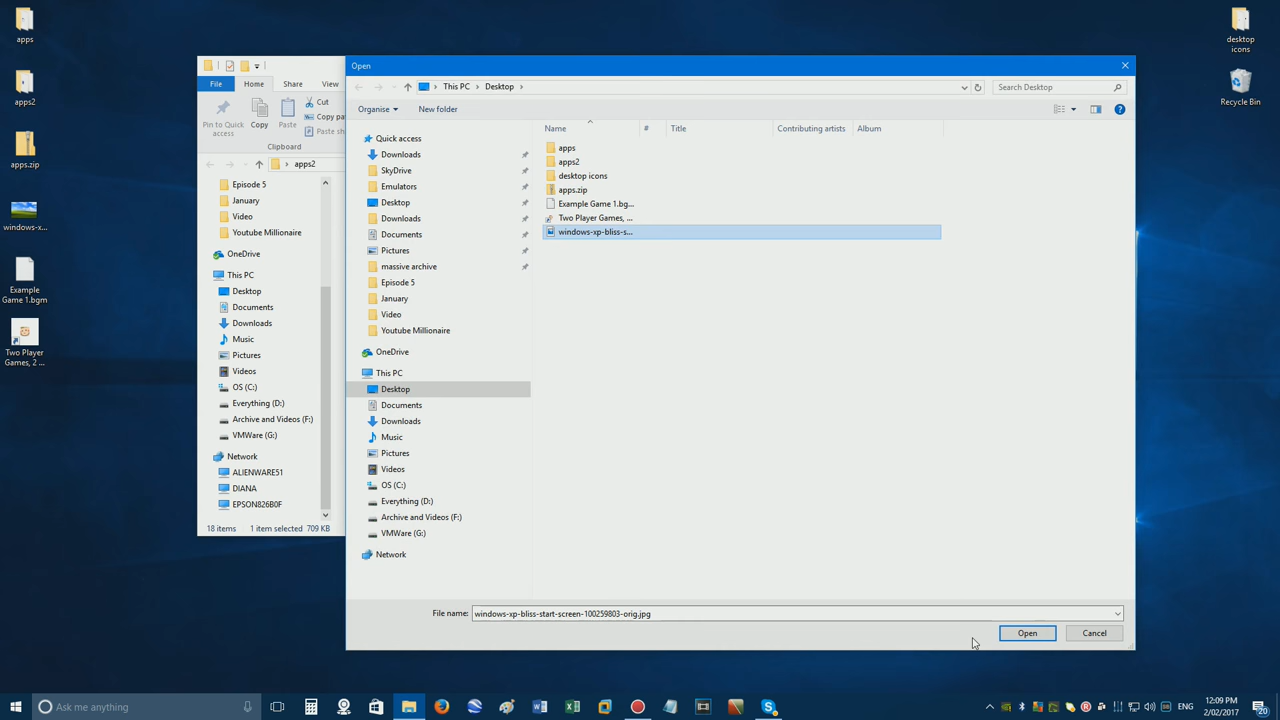 apps
apps2
apps.zip
windows-x...
Example
Game 1.bgm
Two Player
Games, 2 ...
desktop
icons
Recycle Bin
File
Home
Share
View
Pin to Quick
access
Copy
Paste
Cut
Copy pa
Paste sh
Clipboard
apps2
Episode 5
January
Video
Youtube Millionaire
OneDrive
This PC
Desktop
Documents
Downloads
Music
Pictures
Videos
OS (C:)
Everything (D:)
Archive and Videos (F:)
VMWare (G:)
Network
ALIENWARE51
DIANA
EPSON826B0F
18 items
1 item selected 709 KB
Open
This PC
Desktop
Search Desktop
Organise
New folder
Quick access
Downloads
SkyDrive
Emulators
Desktop
Downloads
Documents
Pictures
massive archive
Episode 5
January
Video
Youtube Millionaire
OneDrive
This PC
Desktop
Documents
Downloads
Music
Pictures
Videos
OS (C:)
Everything (D:)
Archive and Videos (F:)
VMWare (G:)
Network
Name
#
Title
Contributing artists
Album
apps
apps2
desktop icons
apps.zip
Example Game 1.bg...
Two Player Games, ...
windows-xp-bliss-s...
File name:
windows-xp-bliss-start-screen-100259803-orig.jpg
Open
Cancel
Ask me anything
ENG
12:09 PM
2/02/2017
20